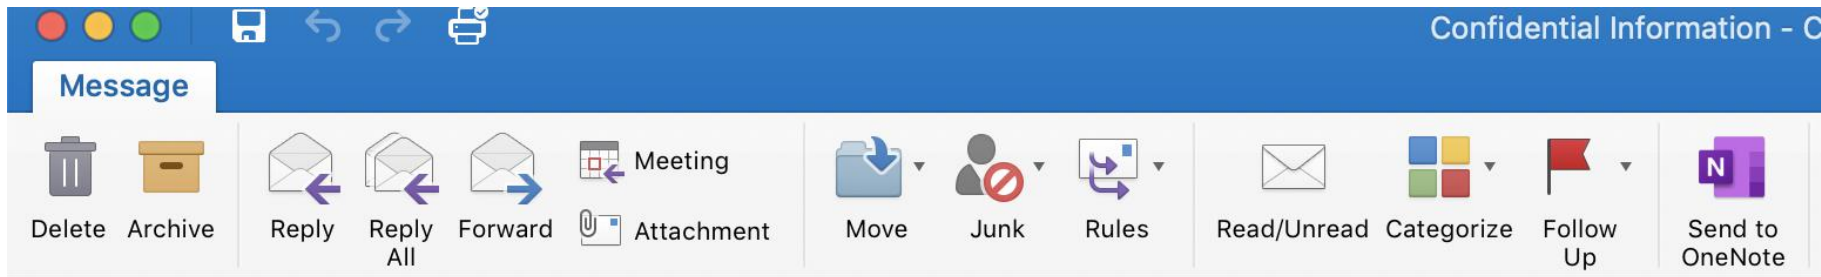 Confidential Information - C
Message
Delete
Archive
Reply
Reply
All
Forward
Meeting
Attachment
Move
Junk
Rules
Read/Unread
Categorize
Follow
Up
N
Send to
OneNote